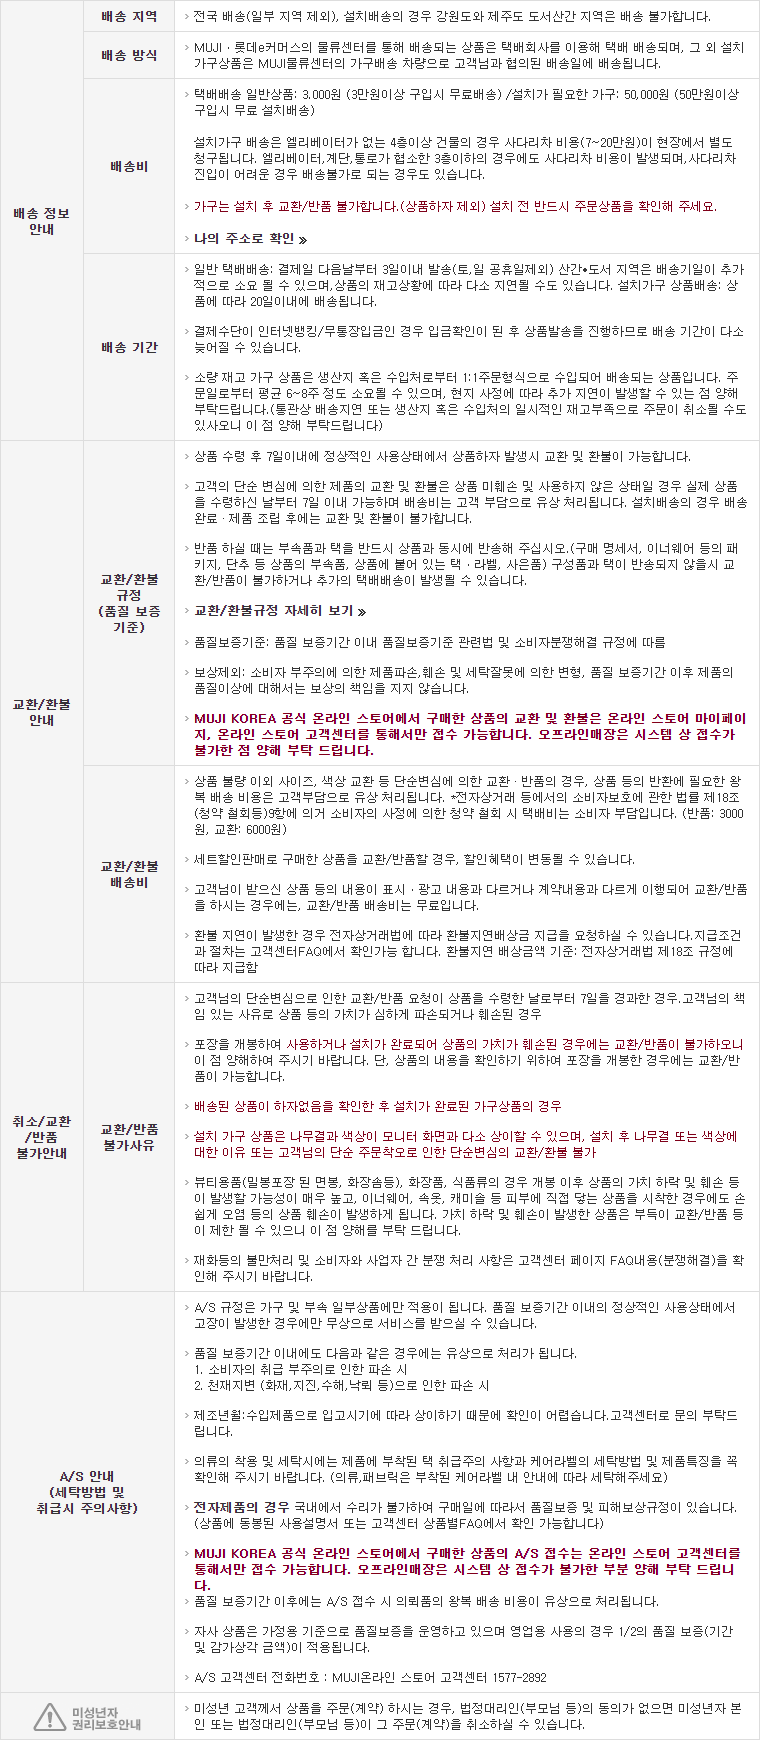 배송 정보
안내
배송 지역
› 전국 배송(일부 지역 제외), 설치배송의 경우 강원도와 제주도 도서산간 지역은 배송 불가합니다.
배송 방식
› MUJI · 롯데e커머스의 물류센터를 통해 배송되는 상품은 택배회사를 이용해 택배 배송되며, 그 외 설치
가구상품은 MUJI물류센터의 가구배송 차량으로 고객님과 협의된 배송일에 배송됩니다.
배송비
› 택배배송 일반상품: 3,000원 (3만원이상 구입시 무료배송) /설치가 필요한 가구: 50,000원 (50만원이상
구입시 무료 설치배송)
설치가구 배송은 엘리베이터가 없는 4층이상 건물의 경우 사다리차 비용(7~20만원)이 현장에서 별도
청구됩니다. 엘리베이터,계단,통로가 협소한 3층이하의 경우에도 사다리차 비용이 발생되며,사다리차
진입이 어려운 경우 배송불가로 되는 경우도 있습니다.
› 가구는 설치 후 교환/반품 불가합니다.(상품하자 제외) 설치 전 반드시 주문상품을 확인해 주세요.
› 나의 주소로 확인 »
배송 기간
› 일반 택배배송: 결제일 다음날부터 3일이내 발송(토,일 공휴일제외) 산간•도서 지역은 배송기일이 추가
적으로 소요 될 수 있으며,상품의 재고상황에 따라 다소 지연될 수도 있습니다. 설치가구 상품배송: 상
품에 따라 20일이내에 배송됩니다.
› 결제수단이 인터넷뱅킹/무통장입금인 경우 입금확인이 된 후 상품발송을 진행하므로 배송 기간이 다소
늦어질 수 있습니다.
› 소량 재고 가구 상품은 생산지 혹은 수입처로부터 1:1주문형식으로 수입되어 배송되는 상품입니다. 주
문일로부터 평균 6~8주 정도 소요될 수 있으며, 현지 사정에 따라 추가 지연이 발생할 수 있는 점 양해
부탁드립니다.(통관상 배송지연 또는 생산지 혹은 수입처의 일시적인 재고부족으로 주문이 취소될 수도
있사오니 이 점 양해 부탁드립니다)
교환/환불
안내
교환/환불
규정
(품질 보증
기준)
› 상품 수령 후 7일이내에 정상적인 사용상태에서 상품하자 발생시 교환 및 환불이 가능합니다.
› 고객의 단순 변심에 의한 제품의 교환 및 환불은 상품 미훼손 및 사용하지 않은 상태일 경우 실제 상품
을 수령하신 날부터 7일 이내 가능하며 배송비는 고객 부담으로 유상 처리됩니다. 설치배송의 경우 배송
완료 · 제품 조립 후에는 교환 및 환불이 불가합니다.
› 반품 하실 때는 부속품과 택을 반드시 상품과 동시에 반송해 주십시오.(구매 명세서, 이너웨어 등의 패
키지, 단추 등 상품의 부속품, 상품에 붙어 있는 택 · 라벨, 사은품) 구성품과 택이 반송되지 않을시 교
환/반품이 불가하거나 추가의 택배배송이 발생될 수 있습니다.
› 교환/환불규정 자세히 보기 »
› 품질보증기준: 품질 보증기간 이내 품질보증기준 관련법 및 소비자분쟁해결 규정에 따름
› 보상제외: 소비자 부주의에 의한 제품파손,훼손 및 세탁잘못에 의한 변형, 품질 보증기간 이후 제품의
품질이상에 대해서는 보상의 책임을 지지 않습니다.
› MUJI KOREA 공식 온라인 스토어에서 구매한 상품의 교환 및 환불은 온라인 스토어 마이페이
지, 온라인 스토어 고객센터를 통해서만 접수 가능합니다. 오프라인매장은 시스템 상 접수가
불가한 점 양해 부탁 드립니다.
교환/환불
배송비
› 상품 불량 이외 사이즈, 색상 교환 등 단순변심에 의한 교환 · 반품의 경우, 상품 등의 반환에 필요한 왕
복 배송 비용은 고객부담으로 유상 처리됩니다. *전자상거래 등에서의 소비자보호에 관한 법률 제18조
(청약 철회등)9항에 의거 소비자의 사정에 의한 청약 철회 시 택배비는 소비자 부담입니다. (반품: 3000
원, 교환: 6000원)
› 세트할인판매로 구매한 상품을 교환/반품할 경우, 할인혜택이 변동될 수 있습니다.
› 고객님이 받으신 상품 등의 내용이 표시 · 광고 내용과 다르거나 계약내용과 다르게 이행되어 교환/반품
을 하시는 경우에는, 교환/반품 배송비는 무료입니다.
› 환불 지연이 발생한 경우 전자상거래법에 따라 환불지연배상금 지급을 요청하실 수 있습니다.지급조건
과 절차는 고객센터FAQ에서 확인가능 합니다. 환불지연 배상금액 기준: 전자상거래법 제18조 규정에
따라 지급함
취소/교환
/반품
불가안내
교환/반품
불가사유
› 고객님의 단순변심으로 인한 교환/반품 요청이 상품을 수령한 날로부터 7일을 경과한 경우.고객님의 책
임 있는 사유로 상품 등의 가치가 심하게 파손되거나 훼손된 경우
› 포장을 개봉하여 사용하거나 설치가 완료되어 상품의 가치가 훼손된 경우에는 교환/반품이 불가하오니
이 점 양해하여 주시기 바랍니다. 단, 상품의 내용을 확인하기 위하여 포장을 개봉한 경우에는 교환/반
품이 가능합니다.
› 배송된 상품이 하자없음을 확인한 후 설치가 완료된 가구상품의 경우
› 설치 가구 상품은 나무결과 색상이 모니터 화면과 다소 상이할 수 있으며, 설치 후 나무결 또는 색상에
대한 이유 또는 고객님의 단순 주문착오로 인한 단순변심의 교환/환불 불가
› 뷰티용품(밀봉포장 된 면봉, 화장솜등), 화장품, 식품류의 경우 개봉 이후 상품의 가치 하락 및 훼손 등
이 발생할 가능성이 매우 높고, 이너웨어, 속옷, 캐미솔 등 피부에 직접 닿는 상품을 시착한 경우에도 손
쉽게 오염 등의 상품 훼손이 발생하게 됩니다. 가치 하락 및 훼손이 발생한 상품은 부득이 교환/반품 등
이 제한 될 수 있으니 이 점 양해를 부탁 드립니다.
› 재화등의 불만처리 및 소비자와 사업자 간 분쟁 처리 사항은 고객센터 페이지 FAQ내용(분쟁해결)을 확
인해 주시기 바랍니다.
A/S 안내
(세탁방법 및
취급시 주의사항)
› A/S 규정은 가구 및 부속 일부상품에만 적용이 됩니다. 품질 보증기간 이내의 정상적인 사용상태에서
고장이 발생한 경우에만 무상으로 서비스를 받으실 수 있습니다.
› 품질 보증기간 이내에도 다음과 같은 경우에는 유상으로 처리가 됩니다.
1. 소비자의 취급 부주의로 인한 파손 시
2. 천재지변 (화재,지진,수해,낙뢰 등)으로 인한 파손 시
› 제조년월:수입제품으로 입고시기에 따라 상이하기 때문에 확인이 어렵습니다.고객센터로 문의 부탁드
립니다.
› 의류의 착용 및 세탁시에는 제품에 부착된 택 취급주의 사항과 케어라벨의 세탁방법 및 제품특징을 꼭
확인해 주시기 바랍니다. (의류,패브릭은 부착된 케어라벨 내 안내에 따라 세탁해주세요)
› 전자제품의 경우 국내에서 수리가 불가하여 구매일에 따라서 품질보증 및 피해보상규정이 있습니다.
(상품에 동봉된 사용설명서 또는 고객센터 상품별FAQ에서 확인 가능합니다)
› MUJI KOREA 공식 온라인 스토어에서 구매한 상품의 A/S 접수는 온라인 스토어 고객센터를
통해서만 접수 가능합니다. 오프라인매장은 시스템 상 접수가 불가한 부분 양해 부탁 드립니
다.
› 품질 보증기간 이후에는 A/S 접수 시 의뢰품의 왕복 배송 비용이 유상으로 처리됩니다.
› 자사 상품은 가정용 기준으로 품질보증을 운영하고 있으며 영업용 사용의 경우 1/2의 품질 보증(기간
및 감가상각 금액)이 적용됩니다.
› A/S 고객센터 전화번호 : MUJI온라인 스토어 고객센터 1577-2892
미성년자
권리보호안내
› 미성년 고객께서 상품을 주문(계약) 하시는 경우, 법정대리인(부모님 등)의 동의가 없으면 미성년자 본
인 또는 법정대리인(부모님 등)이 그 주문(계약)을 취소하실 수 있습니다.